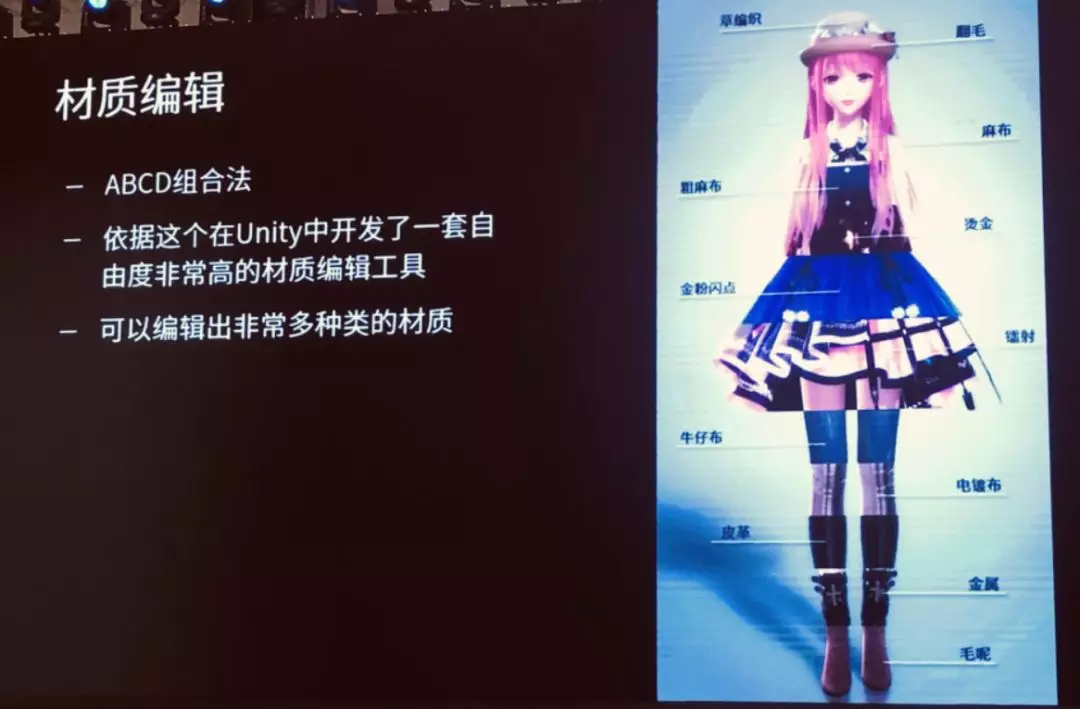 材质编辑
– ABCD组合法
– 依据这个在Unity中开发了一套自
由度非常高的材质编辑工具
– 可以编辑出非常多种类的材质
草编织
翻毛
麻布
粗麻布
烫金
金粉闪点
镭射
牛仔布
电镀布
皮革
金属
毛呢